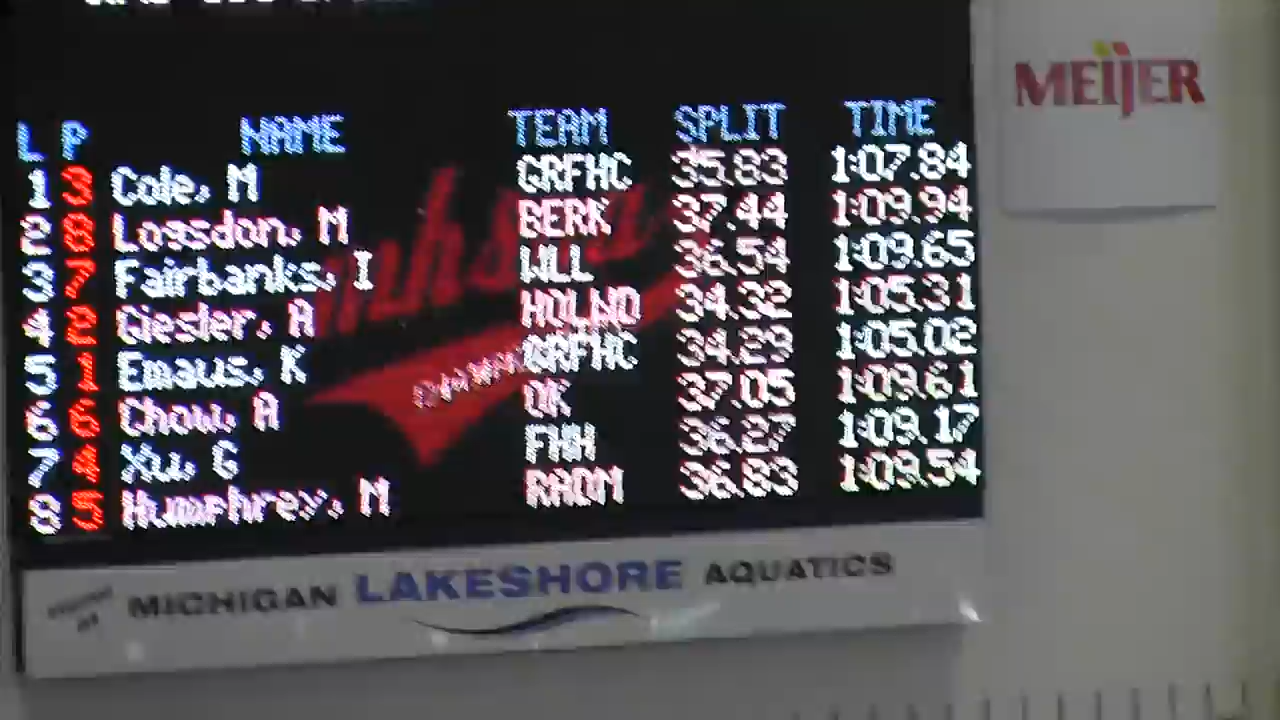 MEIJER
L P NAME TEAM SPLIT TIME
1 3 Cole, M GRFHC 35.83 1:07.84
2 8 Logsdon, M BERK 37.44 1:09.94
3 7 Fairbanks, I WLL 36.54 1:09.65
4 2 Giesler, A HOLWO 34.32 1:05.31
5 1 Emaus, K GRFHC 34.29 1:05.02
6 6 Chow, A OK 37.05 1:09.61
7 4 Xu, G FHH 36.27 1:09.17
8 5 Humphrey, M RADM 36.83 1:09.54
mhsaa
MICHIGAN LAKESHORE AQUATICS